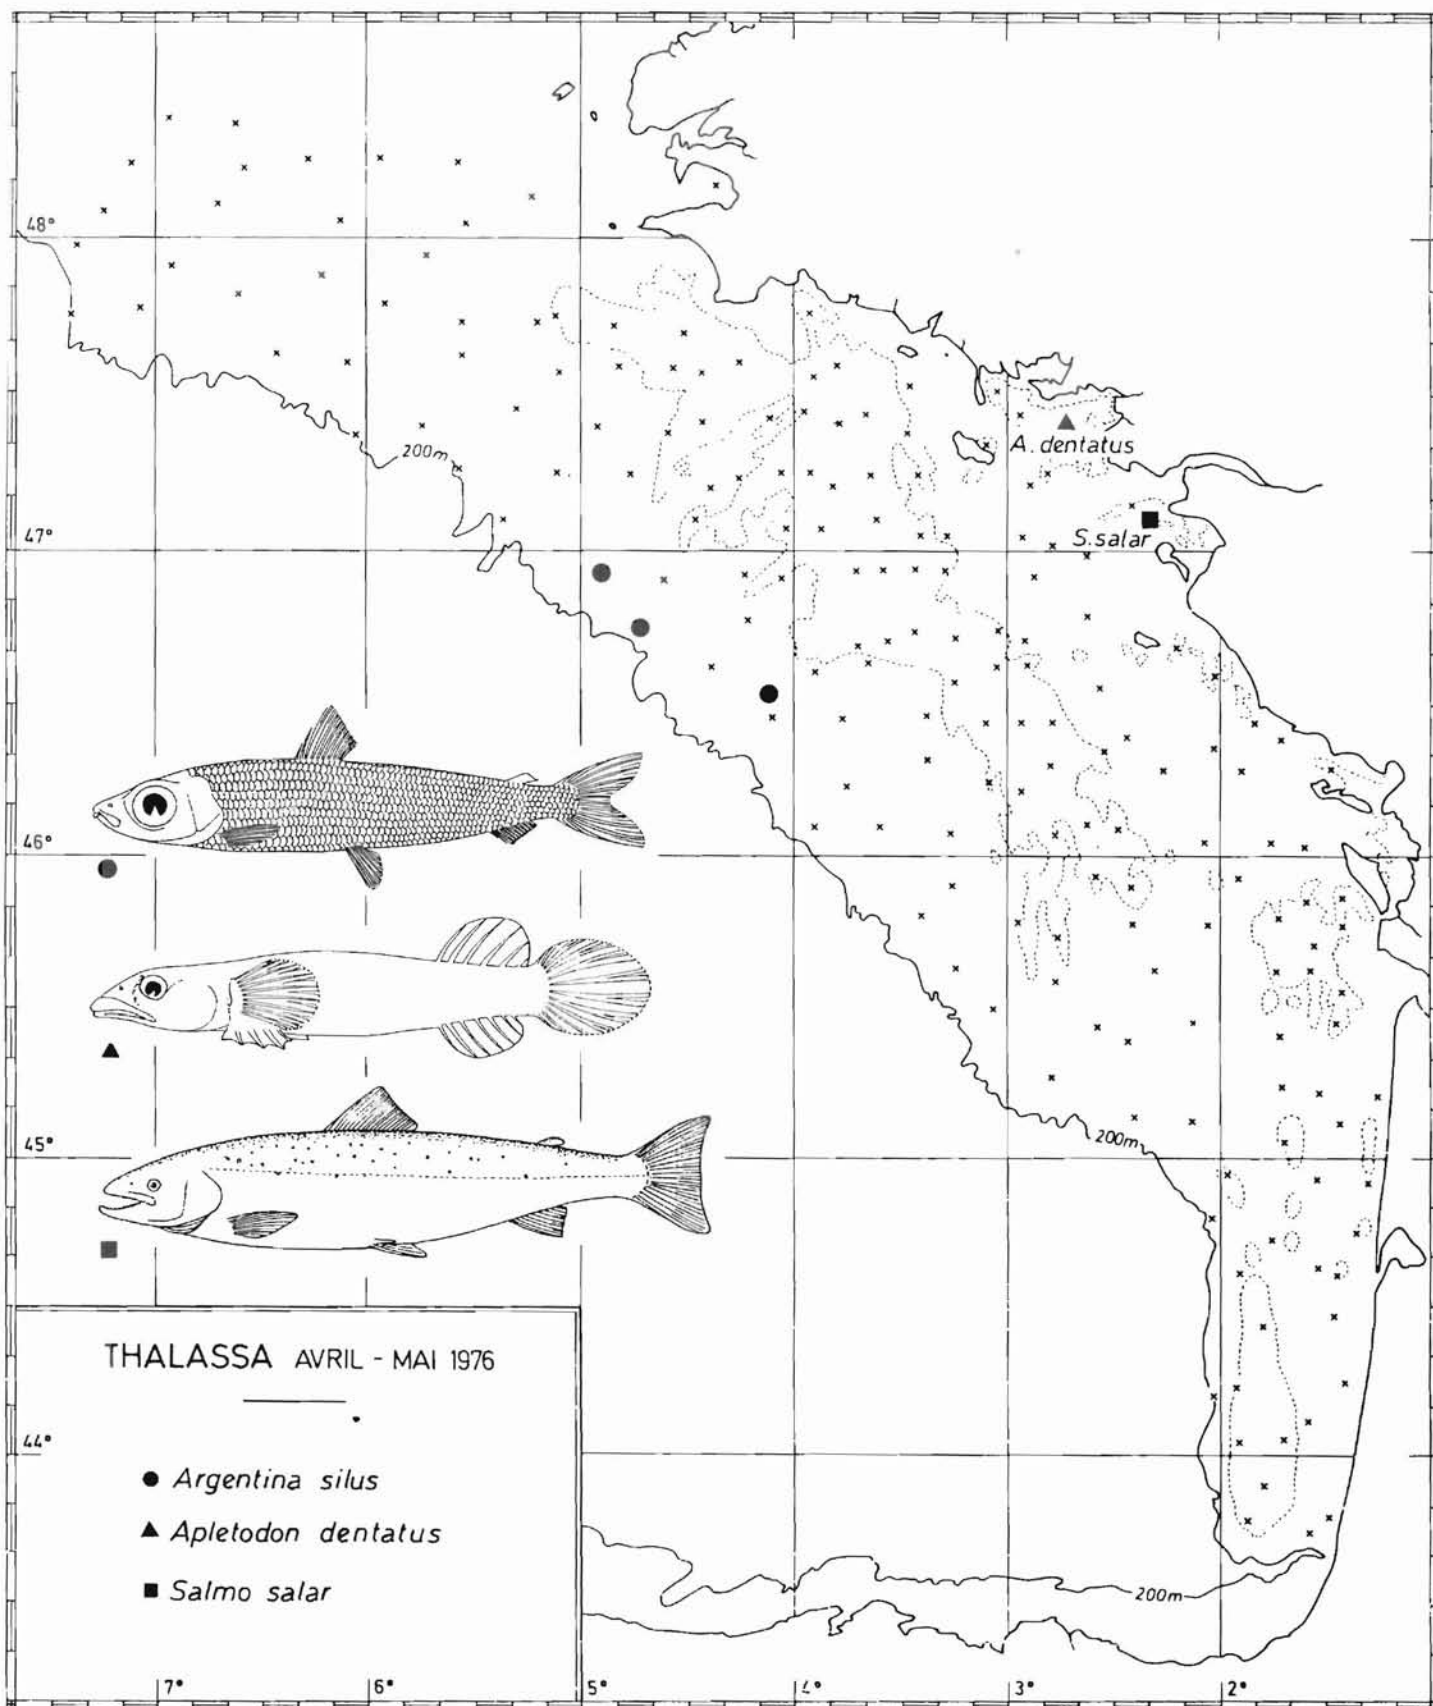 48°
200m
A. dentatus
47°
S. salar
46°
45°
200m
THALASSA AVRIL - MAI 1976
44°
Argentina silus
Apletodon dentatus
Salmo salar
200m
7° 6° 5° 4° 3° 2°